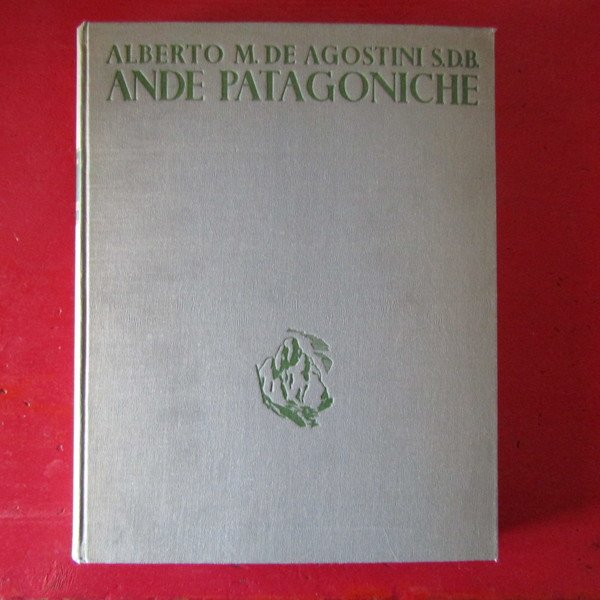 ALBERTO M. DE AGOSTINI S.D.B.
ANDE PATAGONICHE